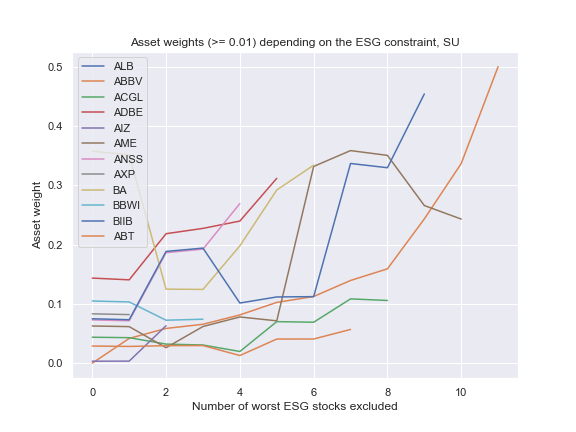 Asset weights (>= 0.01) depending on the ESG constraint, SU
0.5
0.4
0.3
0.2
0.1
0.0
Asset weight
ALB
ABBV
ACGL
ADBE
AIZ
AME
ANSS
AXP
BA
BBWI
BIIB
ABT
0 2 4 6 8 10
Number of worst ESG stocks excluded